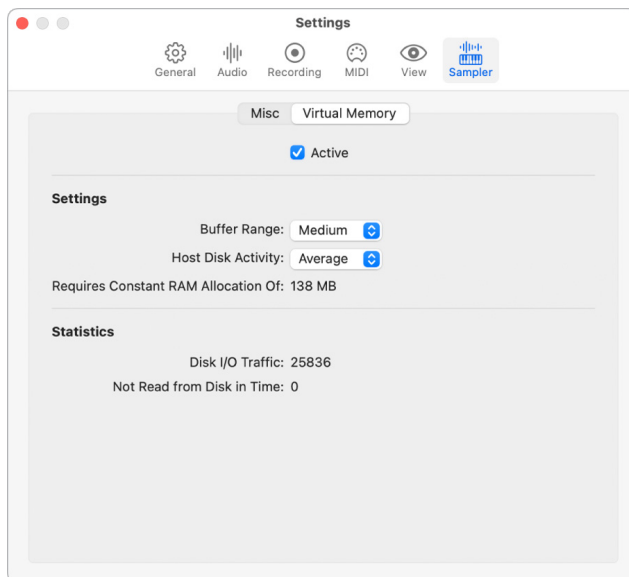 Settings
General Audio Recording MIDI View Sampler
Misc Virtual Memory
Active
Settings
Buffer Range: Medium
Host Disk Activity: Average
Requires Constant RAM Allocation Of: 138 MB
Statistics
Disk I/O Traffic: 25836
Not Read from Disk in Time: 0